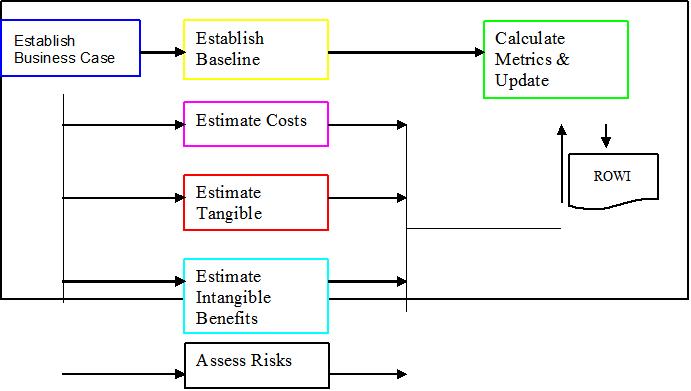 Establish
Business Case
Establish
Baseline
Calculate
Metrics &
Update
Estimate Costs
Estimate
Tangible
ROWI
Estimate
Intangible
Benefits
Assess Risks